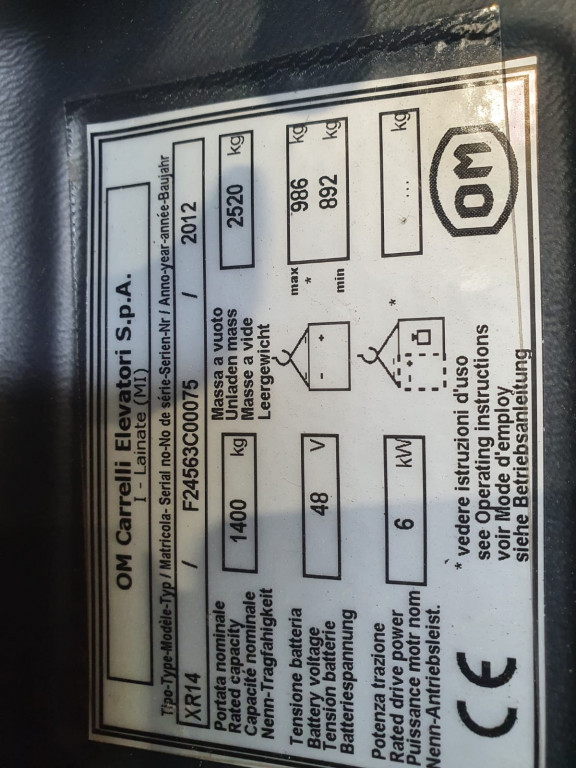 OM Carrelli Elevatori S.p.A.
I - Lainate (MI)
Tipo-Type-Modèle-Typ / Matricola- Serial no-No de série-Serien-Nr / Anno-year-année-Baujahr
XR14 / F24563C00075 / 2012
Portata nominale
Rated capacity
Capacité nominale
Nenn-Tragfahigkeit
1400 kg
Massa a vuoto
Unladen mass
Masse a vide
Leergewicht
2520 kg
Tensione batteria
Battery voltage
Tensión batterie
Batteriespannung
48 V
- +
max
*
min
986 kg
892 kg
Potenza trazione
Rated drive power
Puissance motr nom
Nenn-Antriebsleist.
6 kW
- +
*
... kg
* vedere istruzioni d'uso
see Operating instructions
voir Mode d'employ
siehe Betriebsanleitung
CE
OM